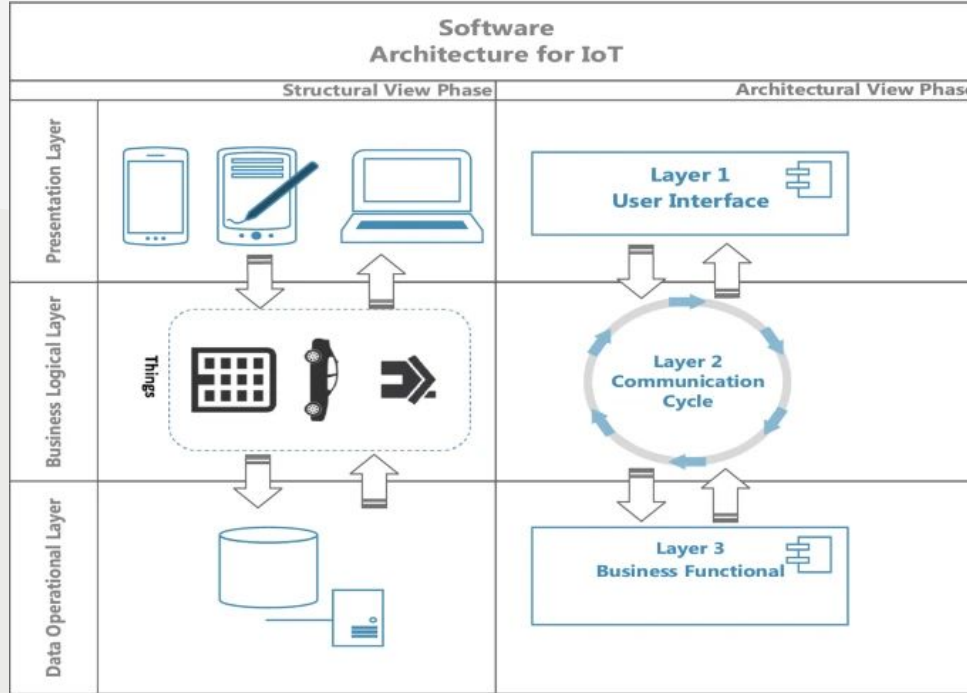 Software
Architecture for IoT
Structural View Phase
Architectural View Phase
Presentation Layer
Layer 1
User Interface
Business Logical Layer
Things
Layer 2
Communication
Cycle
Data Operational Layer
Layer 3
Business Functional